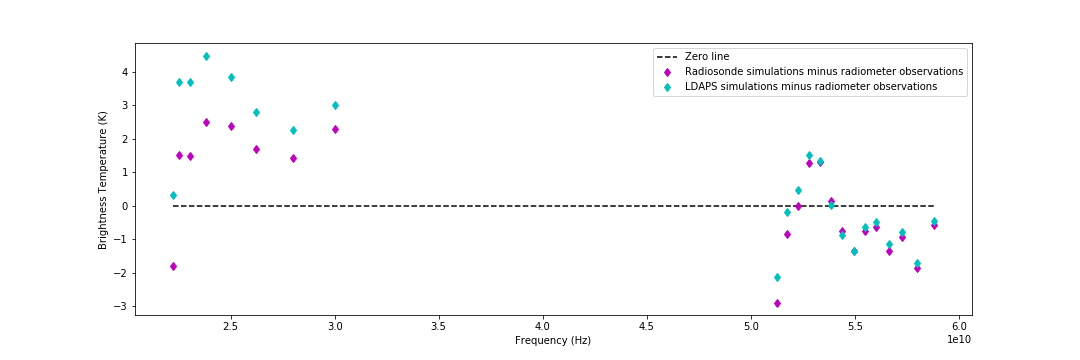 Zero line
Radiosonde simulations minus radiometer observations
LDAPS simulations minus radiometer observations
Brightness Temperature (K)
4
3
2
1
0
−1
−2
−3
2.5 3.0 3.5 4.0 4.5 5.0 5.5 6.0
1e10
Frequency (Hz)